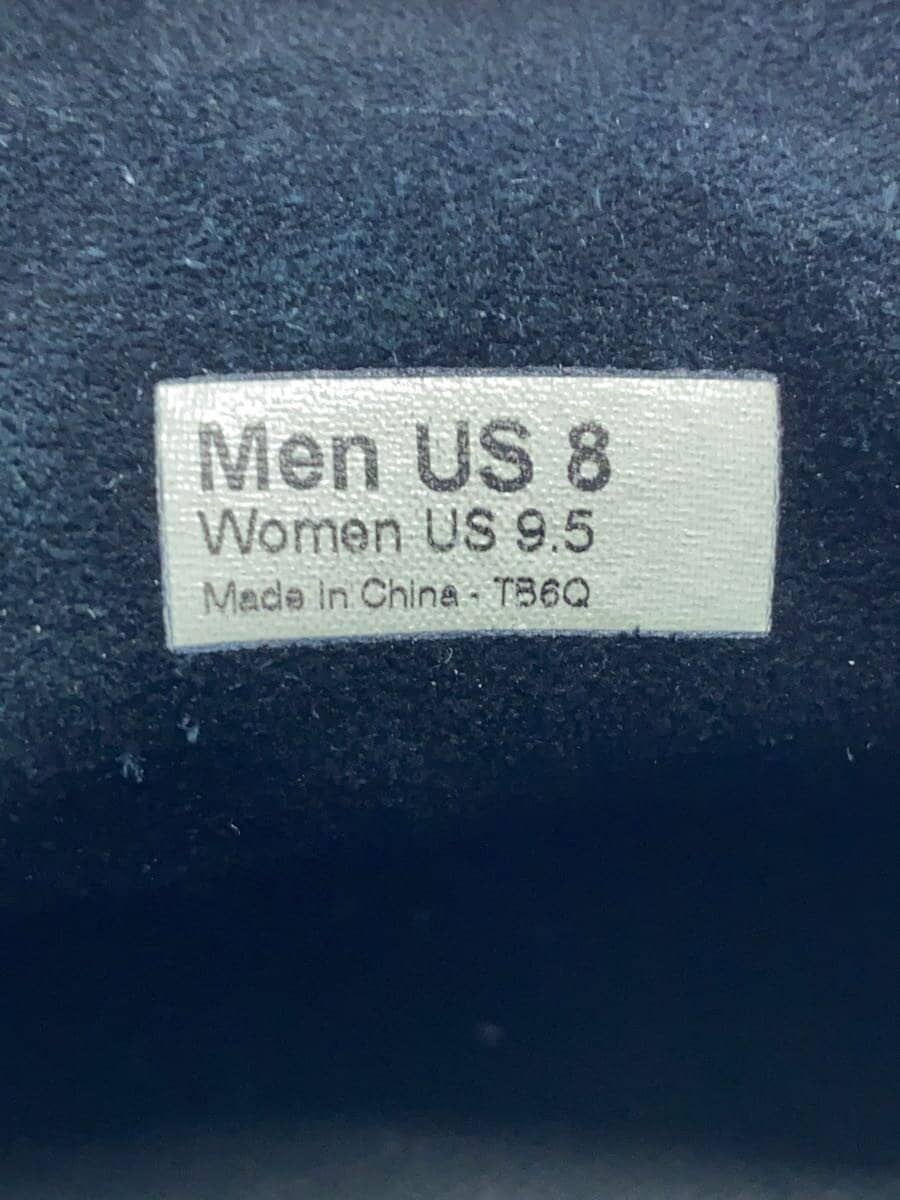 Men US 8
Women US 9.5
Made in China - TB6Q